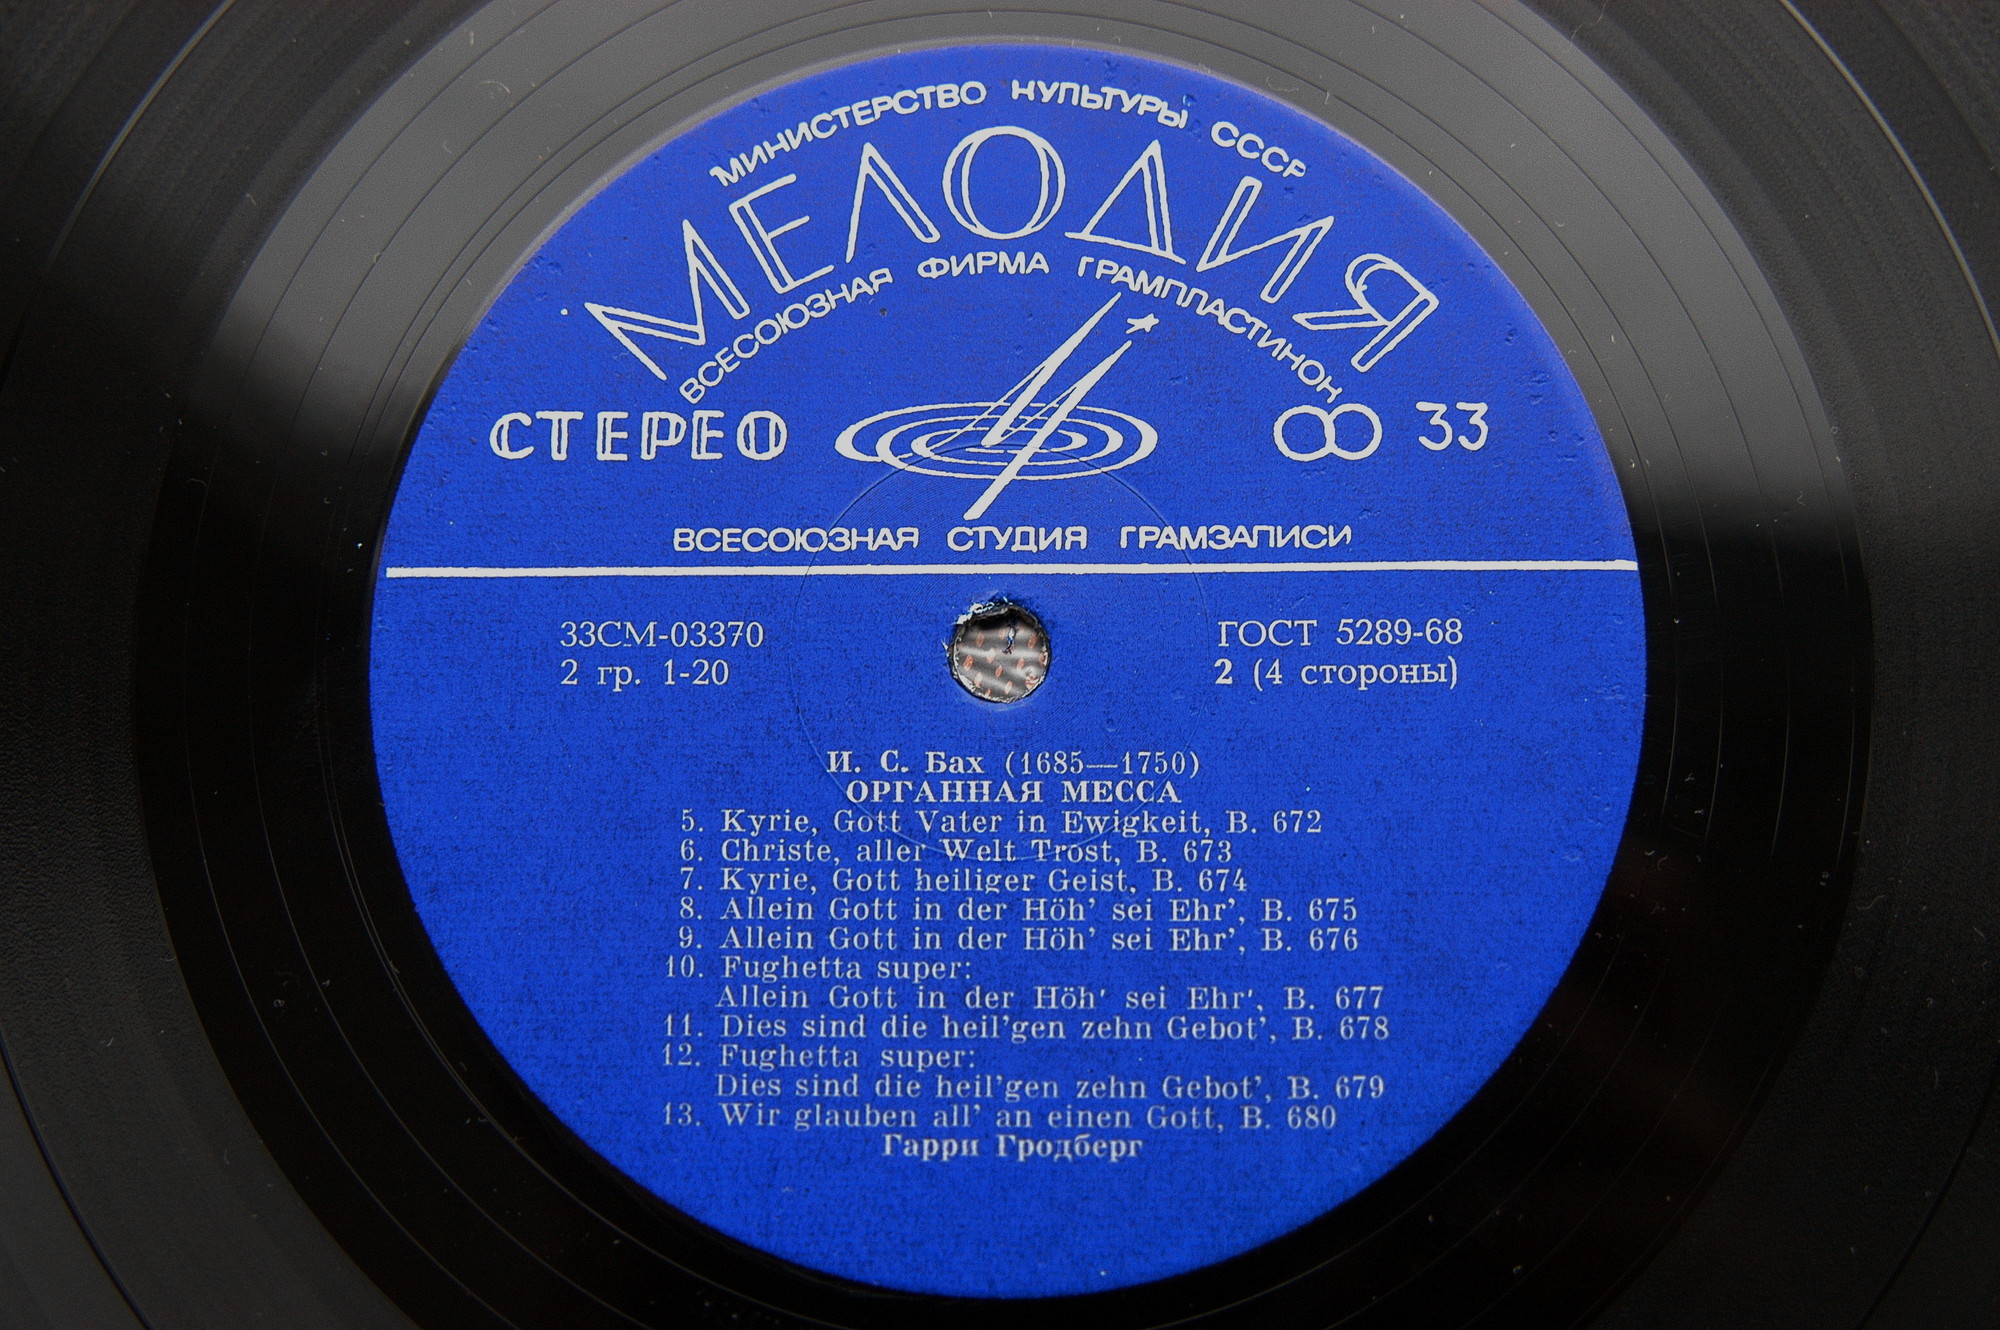 МИНИСТЕРСТВО КУЛЬТУРЫ СССР
МЕЛОДИЯ
ВСЕСОЮЗНАЯ ФИРМА ГРАМПЛАСТИНОК
СТЕРЕО
33
ВСЕСОЮЗНАЯ СТУДИЯ ГРАМЗАПИСИ
33СМ-03370
ГОСТ 5289-68
2 гр. 1-20
2 (4 стороны)
И. С. Бах (1685—1750)
ОРГАННАЯ МЕССА
5. Kyrie, Gott Vater in Ewigkeit, B. 672
6. Christe, aller Welt Trost, B. 673
7. Kyrie, Gott heiliger Geist, B. 674
8. Allein Gott in der Höh’ sei Ehr’, B. 675
9. Allein Gott in der Höh’ sei Ehr’, B. 676
10. Fughetta super:
Allein Gott in der Höh' sei Ehr', B. 677
11. Dies sind die heil’gen zehn Gebot’, B. 678
12. Fughetta super:
Dies sind die heil’gen zehn Gebot’, B. 679
13. Wir glauben all’ an einen Gott, B. 680
Гарри Гродберг